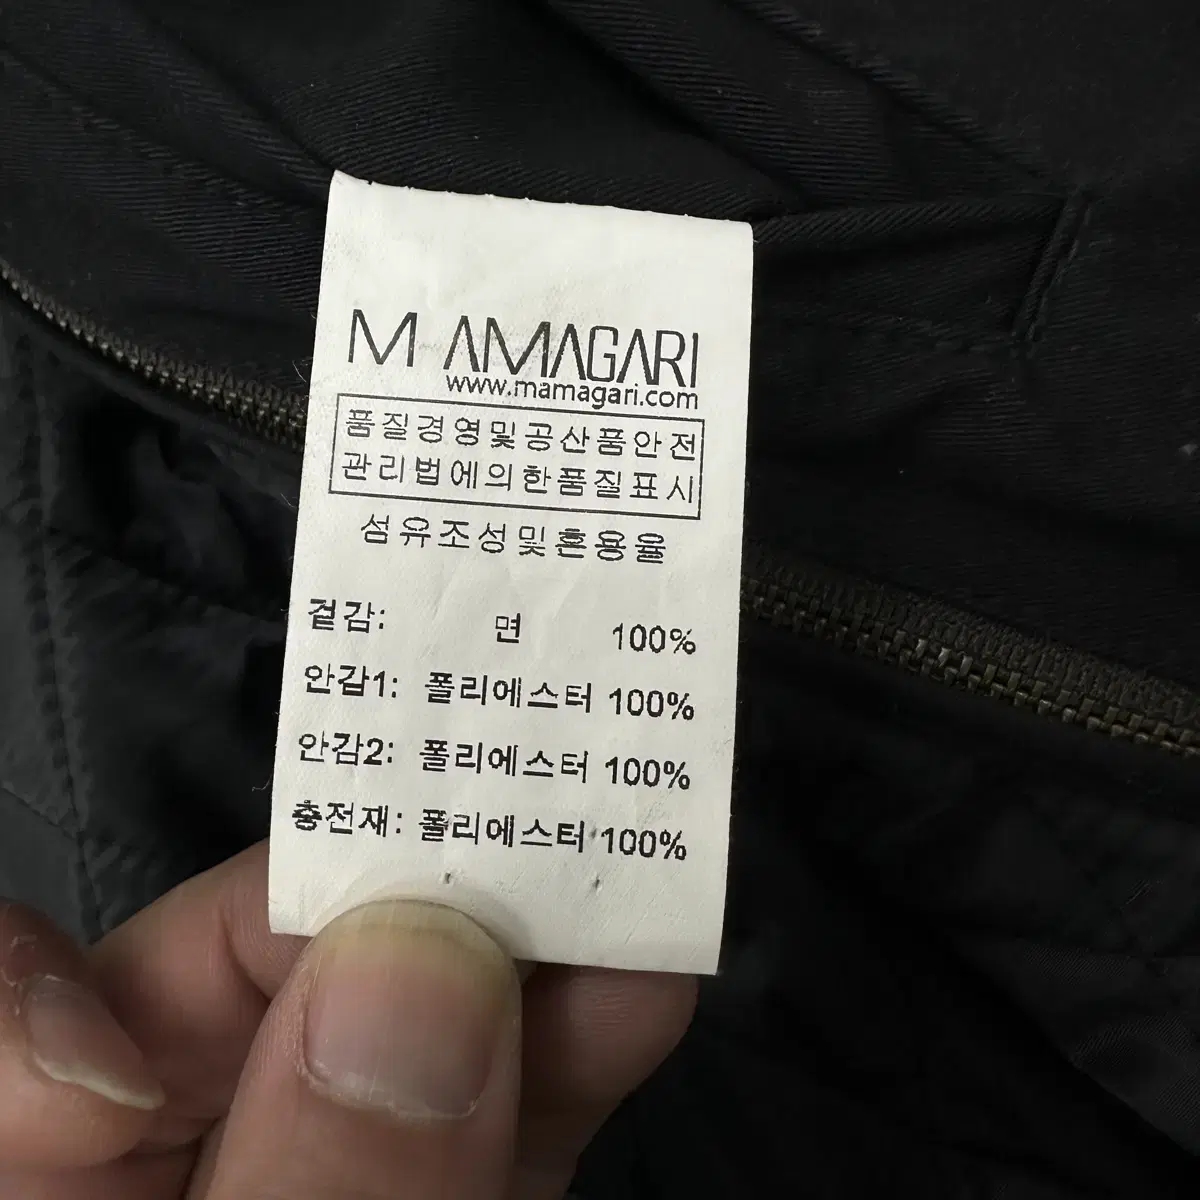 M AMAGARI
www.mamagari.com
품질경영및공산품안전
관리법에의한품질표시
섬유조성및혼용율
겉감: 면 100%
안감1: 폴리에스터 100%
안감2: 폴리에스터 100%
충전재: 폴리에스터 100%